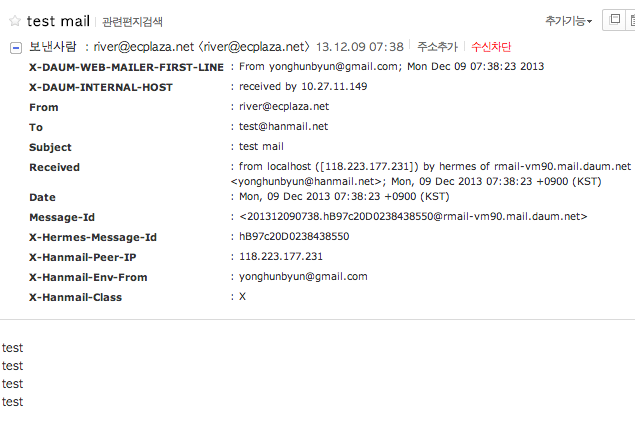 test mail 관련편지검색 추가기능
보낸사람 : river@ecplaza.net <river@ecplaza.net> 13.12.09 07:38 주소추가 수신차단
X-DAUM-WEB-MAILER-FIRST-LINE : From yonghunbyun@gmail.com; Mon Dec 09 07:38:23 2013
X-DAUM-INTERNAL-HOST : received by 10.27.11.149
From : river@ecplaza.net
To : test@hanmail.net
Subject : test mail
Received : from localhost ([118.223.177.231]) by hermes of rmail-vm90.mail.daum.net
<yonghunbyun@hanmail.net>; Mon, 09 Dec 2013 07:38:23 +0900 (KST)
Date : Mon, 09 Dec 2013 07:38:23 +0900 (KST)
Message-Id : <201312090738.hB97c20D0238438550@rmail-vm90.mail.daum.net>
X-Hermes-Message-Id : hB97c20D0238438550
X-Hanmail-Peer-IP : 118.223.177.231
X-Hanmail-Env-From : yonghunbyun@gmail.com
X-Hanmail-Class : X
test
test
test
test